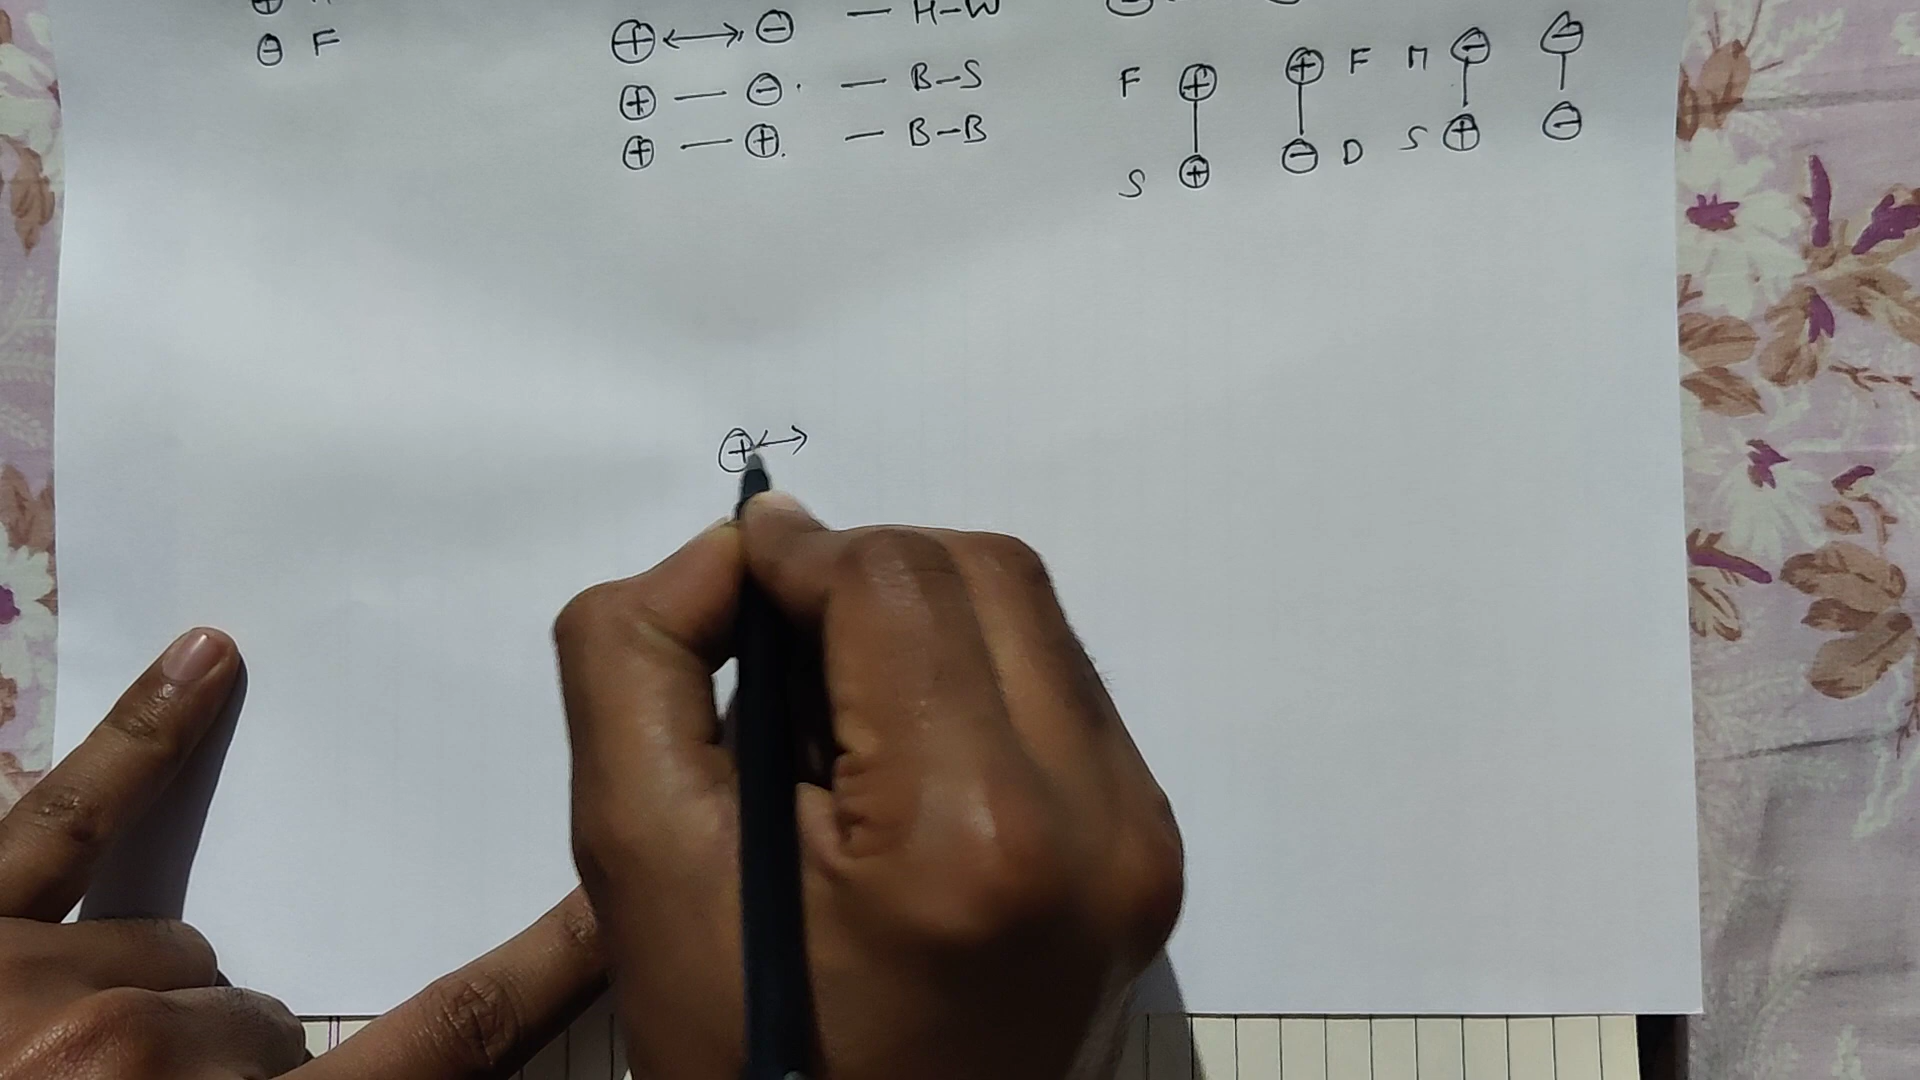 ⊖ F
⊕ ⟷ ⊖ — H-W
⊕ — ⊖ — B-S
⊕ — ⊕ — B-B
F ⊕ ⊕ F M ⊖ ⊖
S ⊕ ⊖ D S ⊕ ⊖
⊕ ⟷